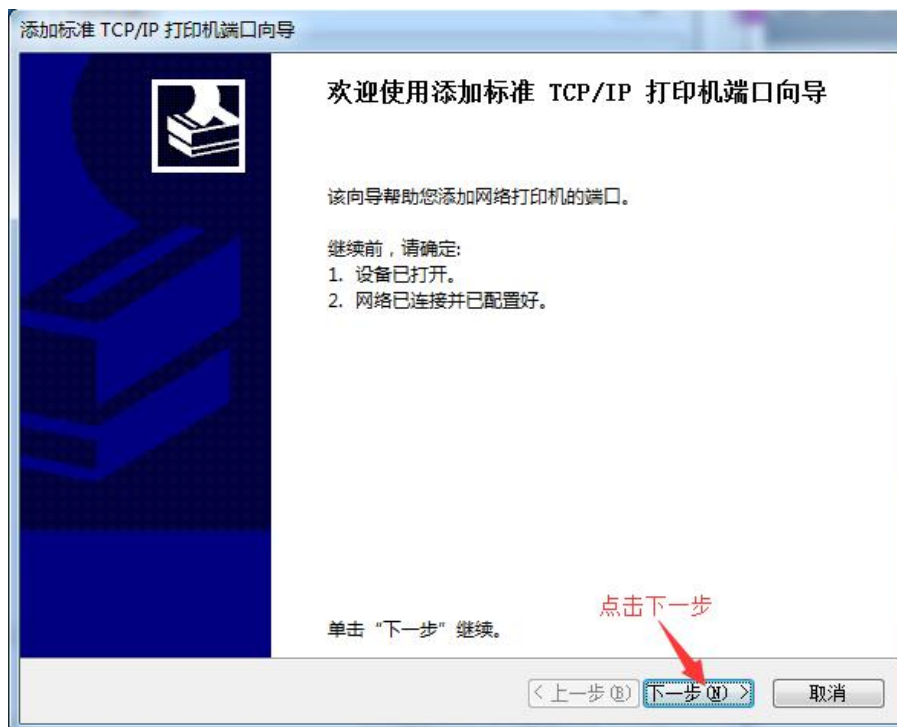 添加标准 TCP/IP 打印机端口向导
欢迎使用添加标准 TCP/IP 打印机端口向导
该向导帮助您添加网络打印机的端口。
继续前，请确定:
1. 设备已打开。
2. 网络已连接并已配置好。
点击下一步
单击“下一步”继续。
< 上一步(B) 下一步(N) > 取消